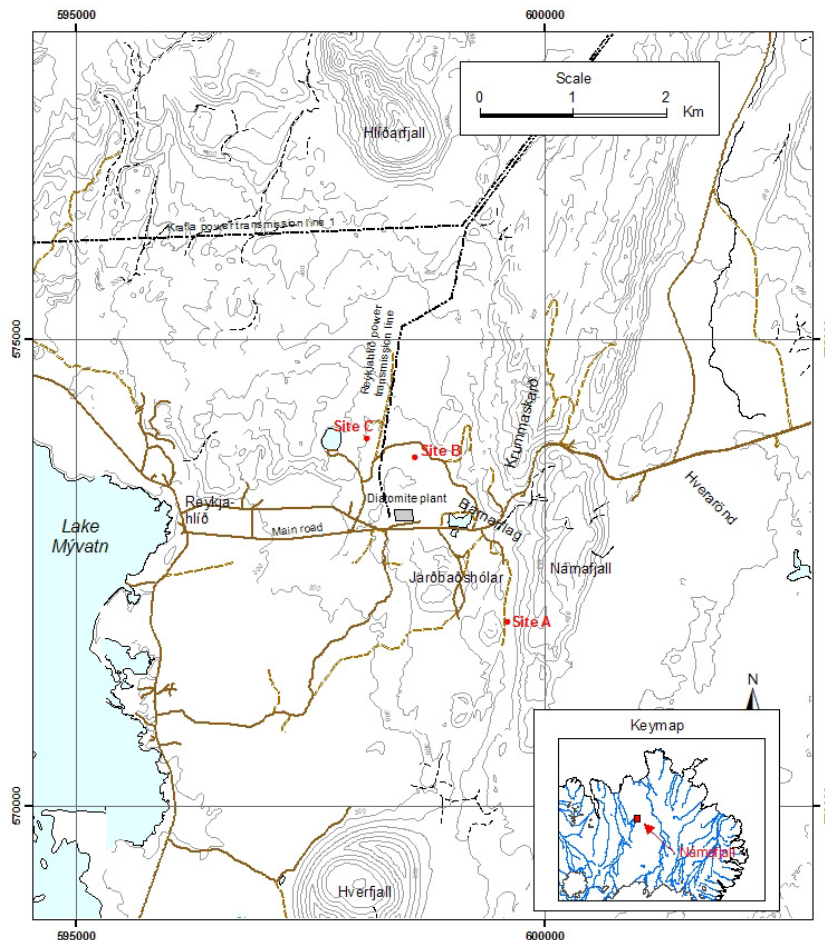 595000
600000
Scale
0 1 2
Km
Hlíðarfjall
Krafla power transmission line 1
575000
Reykjahlíð power
transmission line
Krummaskarð
Site C
Site B
Diatomite plant
Bjarnarflag
Reykja-
hlíð
Main road
Hverarönd
Lake
Mývatn
Jarðbaðshólar
Námafjall
Site A
N
Keymap
Námafjall
570000
Hverfjall
595000
600000